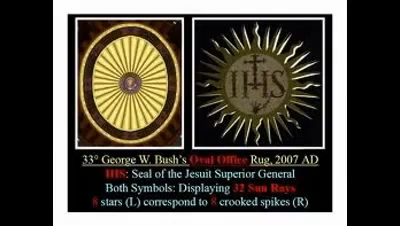 IHS
33° George W. Bush's Oval Office Rug, 2007 AD
IHS: Seal of the Jesuit Superior General
Both Symbols: Displaying 32 Sun Rays
8 stars (L) correspond to 8 crooked spikes (R)